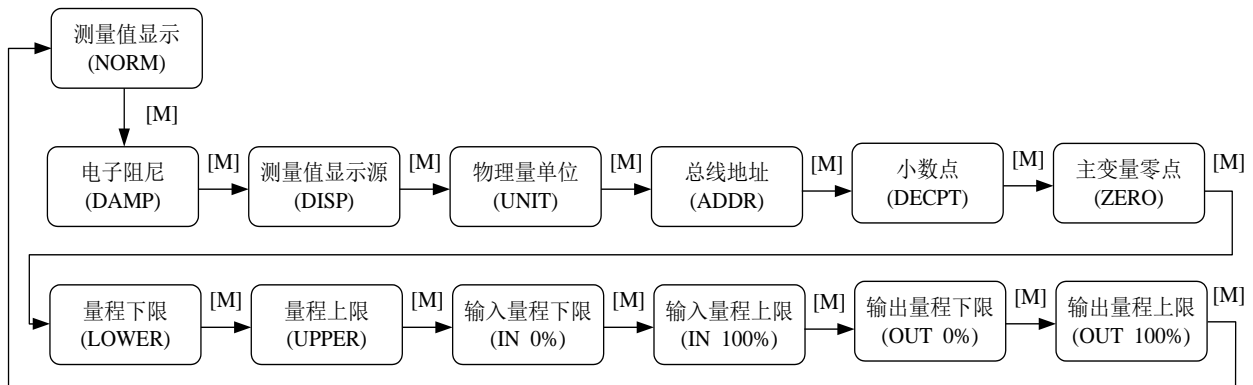 测量值显示
(NORM)
[M]
电子阻尼
(DAMP)
[M]
测量值显示源
(DISP)
[M]
物理量单位
(UNIT)
[M]
总线地址
(ADDR)
[M]
小数点
(DECPT)
[M]
主变量零点
(ZERO)
[M]
量程下限
(LOWER)
[M]
量程上限
(UPPER)
[M]
输入量程下限
(IN 0%)
[M]
输入量程上限
(IN 100%)
[M]
输出量程下限
(OUT 0%)
[M]
输出量程上限
(OUT 100%)
[M]